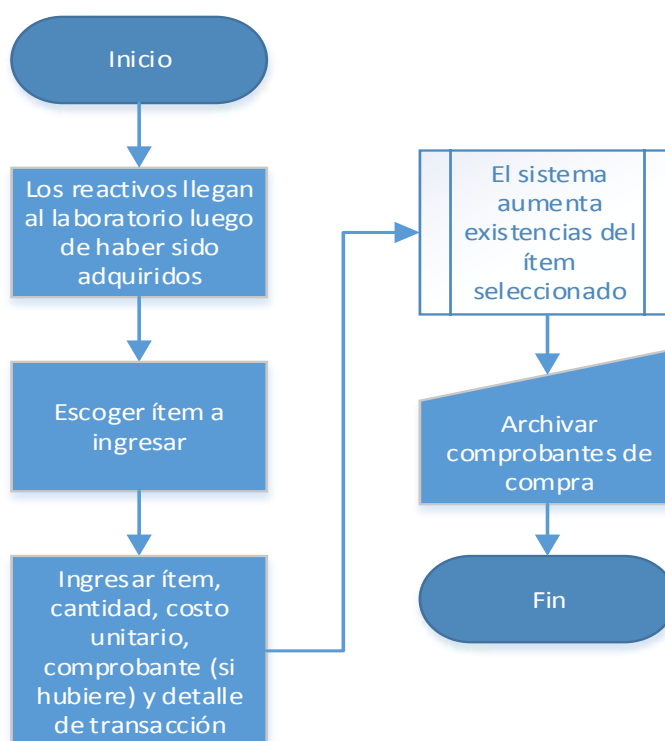 Inicio
Los reactivos llegan
al laboratorio luego
de haber sido
adquiridos
Escoger ítem a
ingresar
Ingresar ítem,
cantidad, costo
unitario,
comprobante (si
hubiere) y detalle
de transacción
El sistema
aumenta
existencias del
ítem
seleccionado
Archivar
comprobantes de
compra
Fin